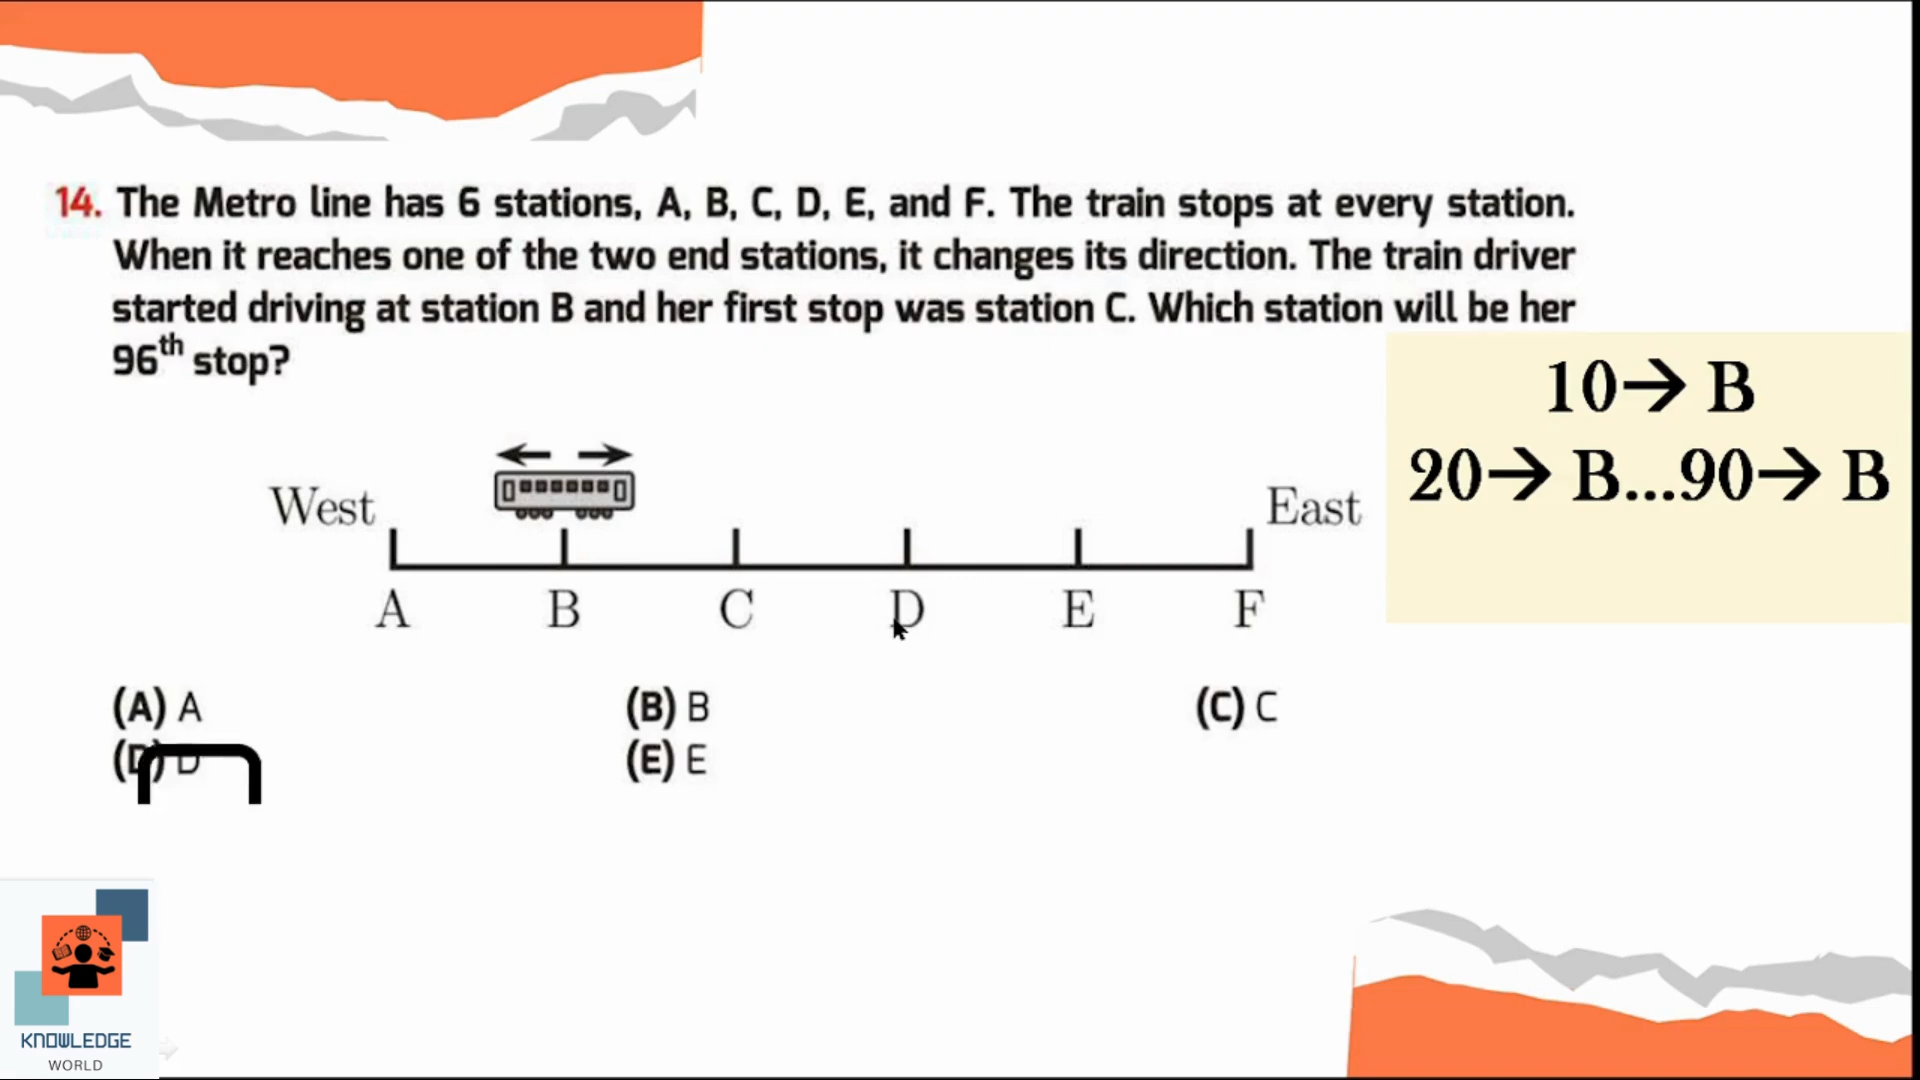 14. The Metro line has 6 stations, A, B, C, D, E, and F. The train stops at every station.
When it reaches one of the two end stations, it changes its direction. The train driver
started driving at station B and her first stop was station C. Which station will be her
96th stop?
10→ B
20→ B...90→ B
West
East
A B C D E F
(A) A (B) B (C) C
(D) D (E) E
KNOWLEDGE
WORLD